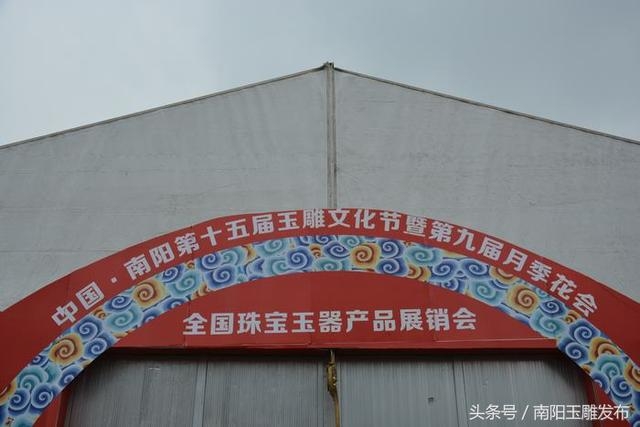 中国·南阳第十五届玉雕文化节暨第九届月季花会
全国珠宝玉器产品展销会
头条号 / 南阳玉雕发布